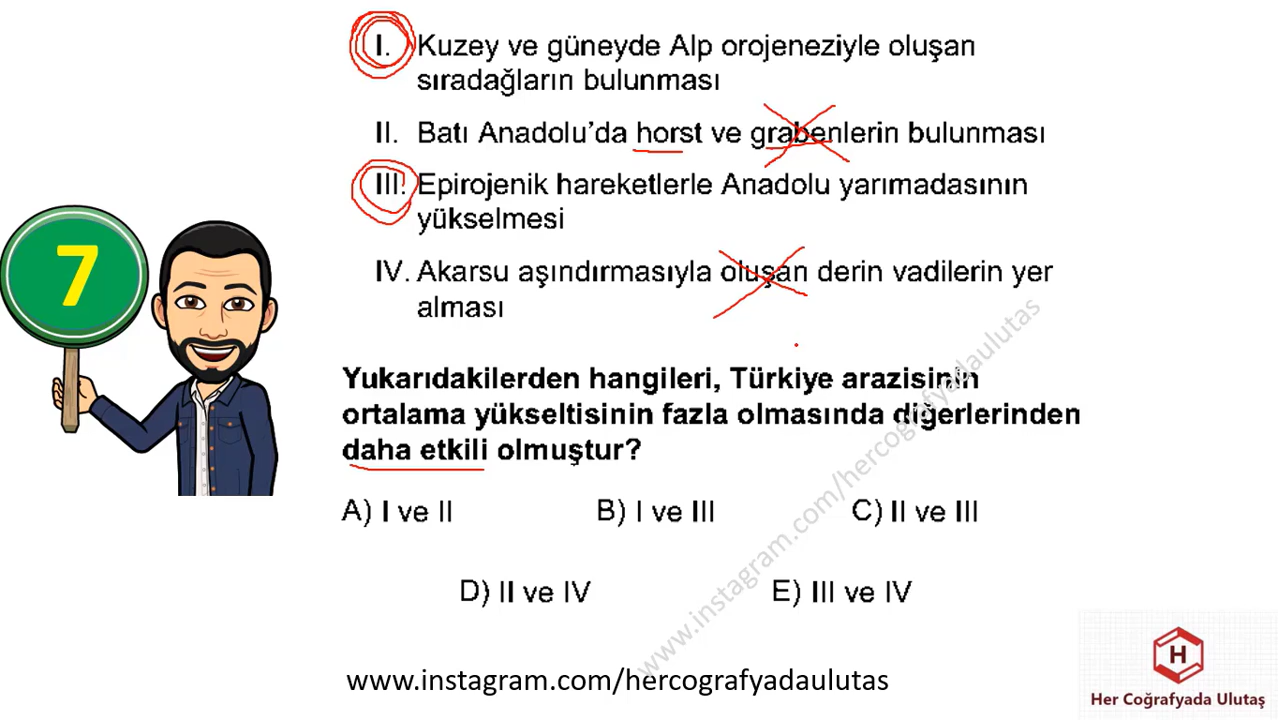 7
I. Kuzey ve güneyde Alp orojeneziyle oluşan
sıradağların bulunması
II. Batı Anadolu’da horst ve grabenlerin bulunması
III. Epirojenik hareketlerle Anadolu yarımadasının
yükselmesi
IV. Akarsu aşındırmasıyla oluşan derin vadilerin yer
alması
Yukarıdakilerden hangileri, Türkiye arazisinin
ortalama yükseltisinin fazla olmasında diğerlerinden
daha etkili olmuştur?
A) I ve II B) I ve III C) II ve III
D) II ve IV E) III ve IV
www.instagram.com/hercografyadaulutas
www.instagram.com/hercografyadaulutas
H
Her Coğrafyada Ulutaş